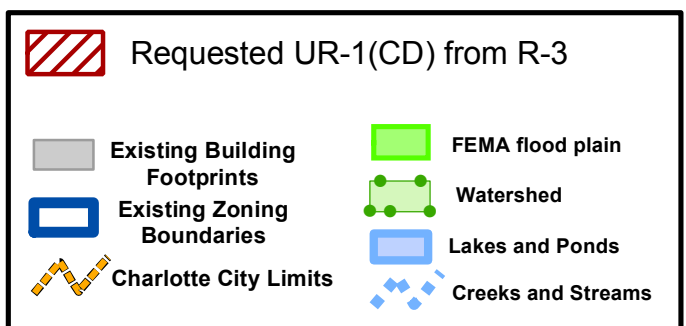 Requested UR-1(CD) from R-3
Existing Building
Footprints
Existing Zoning
Boundaries
Charlotte City Limits
FEMA flood plain
Watershed
Lakes and Ponds
Creeks and Streams